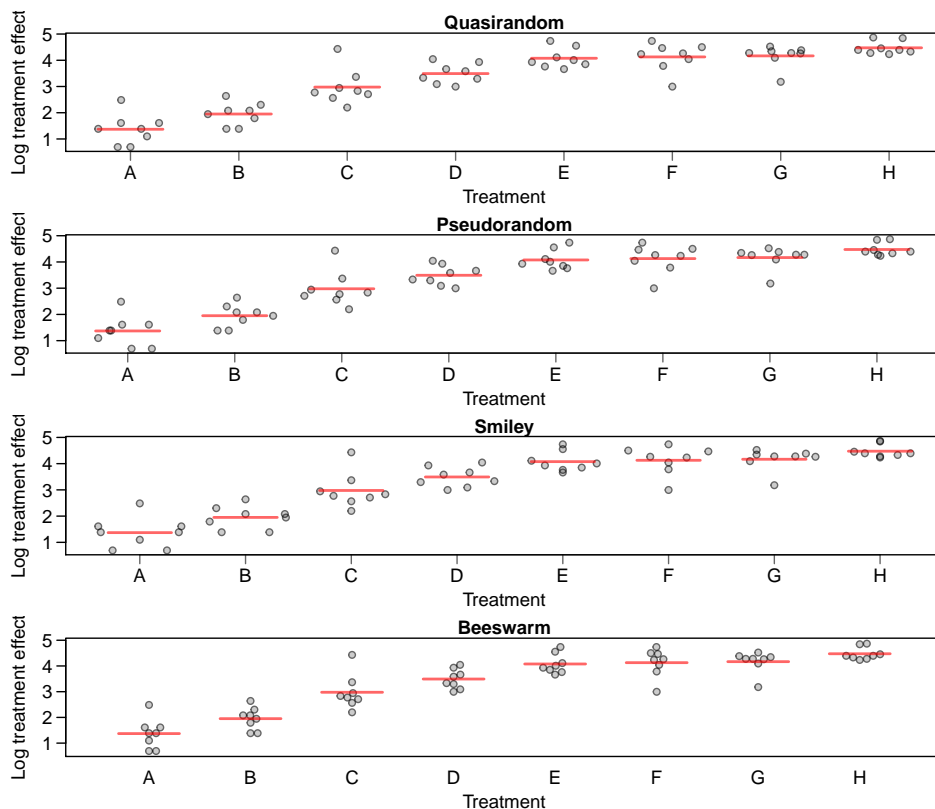 Quasirandom
Log treatment effect
5
4
3
2
1
A B C D E F G H
Treatment
Pseudorandom
Log treatment effect
5
4
3
2
1
A B C D E F G H
Treatment
Smiley
Log treatment effect
5
4
3
2
1
A B C D E F G H
Treatment
Beeswarm
Log treatment effect
5
4
3
2
1
A B C D E F G H
Treatment